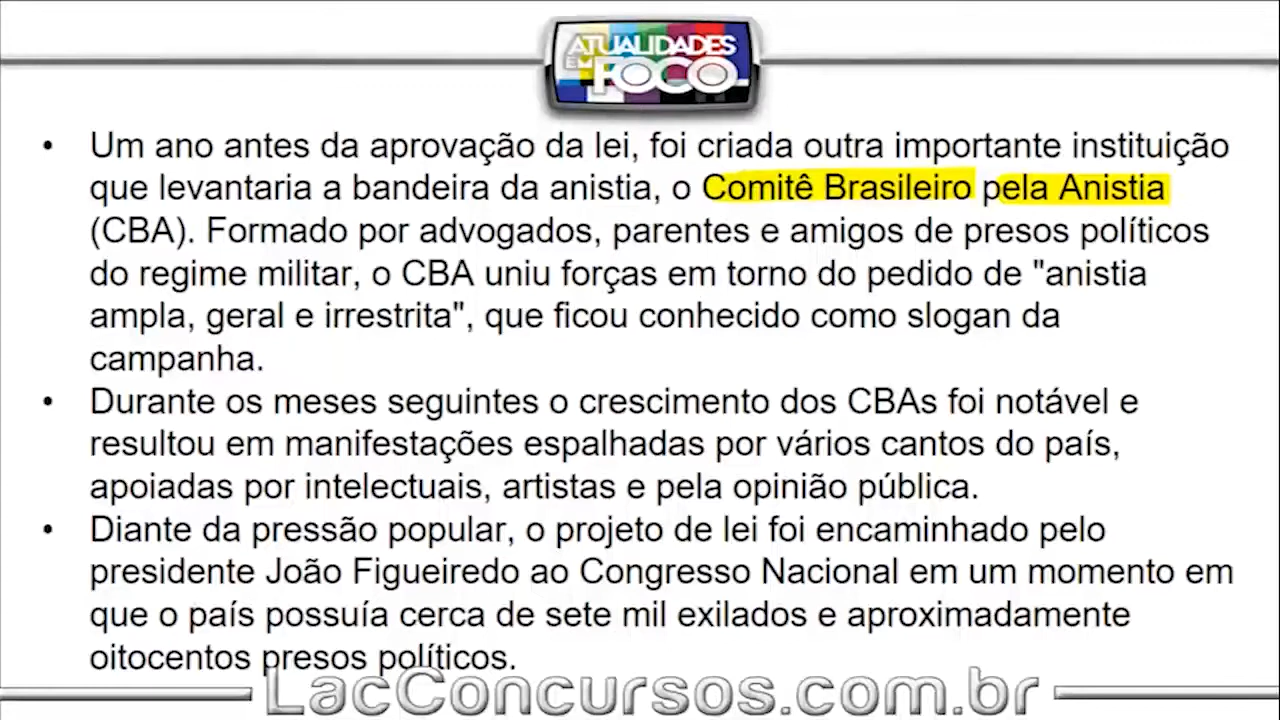 ATUALIDADES
EM FOCO
• Um ano antes da aprovação da lei, foi criada outra importante instituição
que levantaria a bandeira da anistia, o Comitê Brasileiro pela Anistia
(CBA). Formado por advogados, parentes e amigos de presos políticos
do regime militar, o CBA uniu forças em torno do pedido de "anistia
ampla, geral e irrestrita", que ficou conhecido como slogan da
campanha.
• Durante os meses seguintes o crescimento dos CBAs foi notável e
resultou em manifestações espalhadas por vários cantos do país,
apoiadas por intelectuais, artistas e pela opinião pública.
• Diante da pressão popular, o projeto de lei foi encaminhado pelo
presidente João Figueiredo ao Congresso Nacional em um momento em
que o país possuía cerca de sete mil exilados e aproximadamente
oitocentos presos políticos.
LacConcursos.com.br